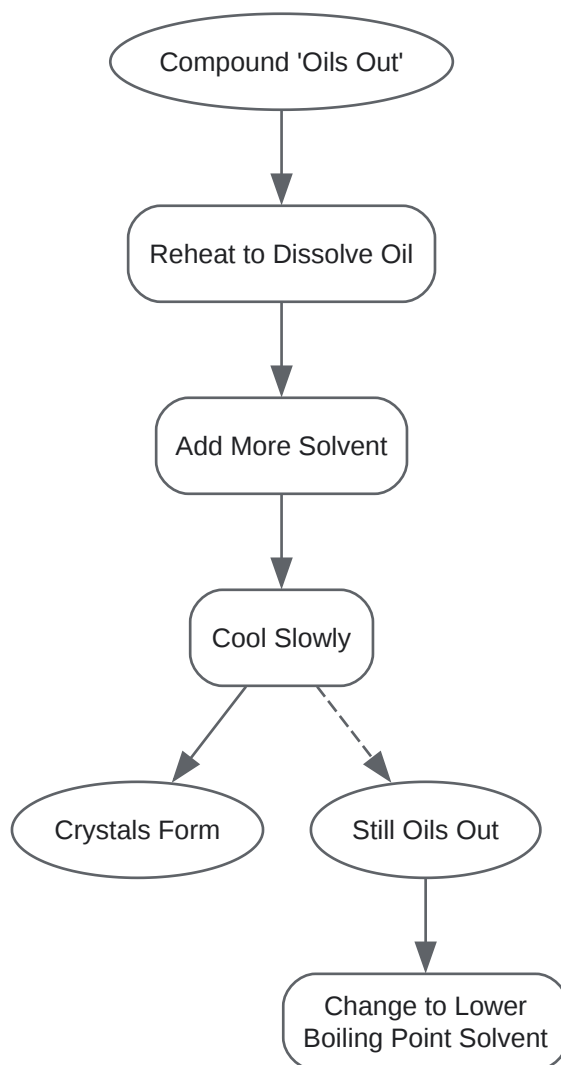 Compound 'Oils Out'
Reheat to Dissolve Oil
Add More Solvent
Cool Slowly
Crystals Form
Still Oils Out
Change to Lower
Boiling Point Solvent